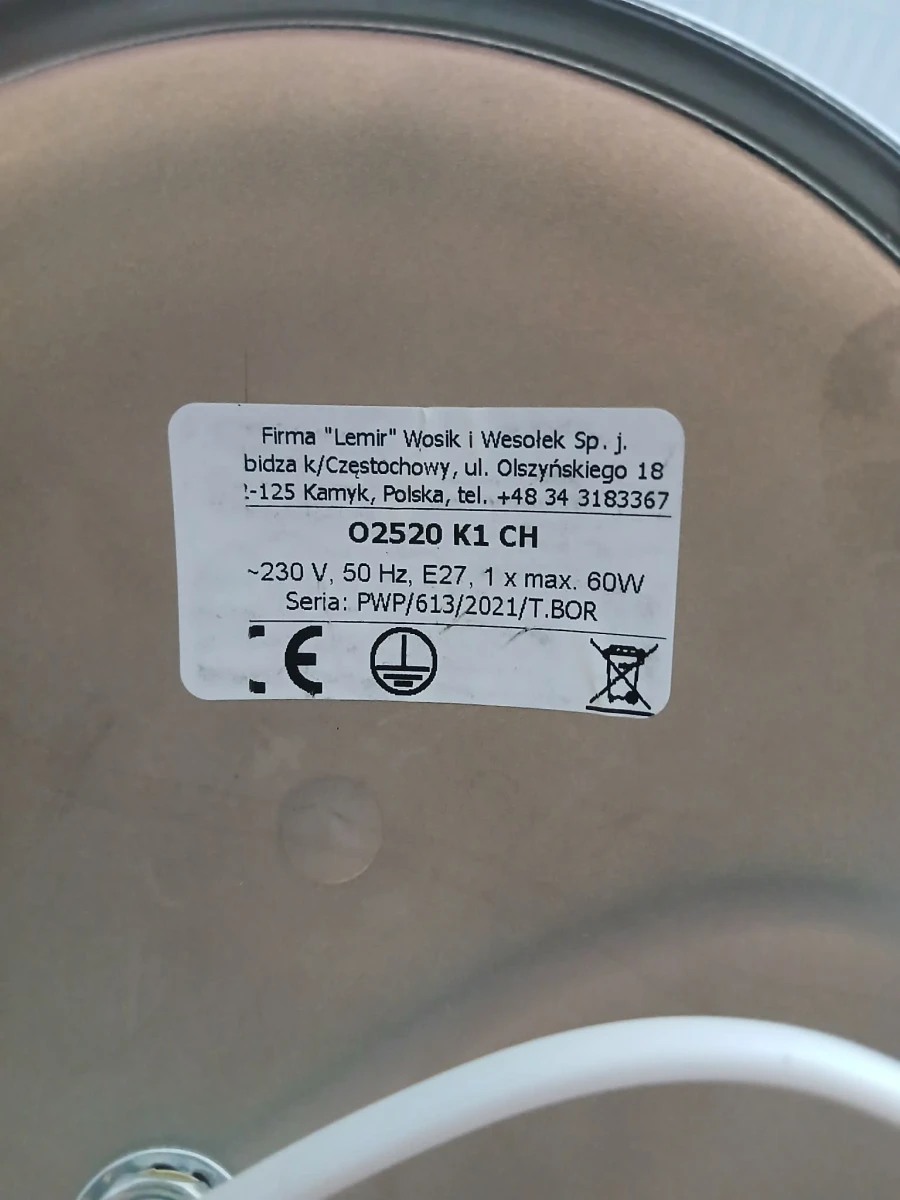 Firma "Lemir" Wosik i Wesołek Sp. j.
bidza k/Częstochowy, ul. Olszyńskiego 18
-125 Kamyk, Polska, tel. +48 34 3183367
O2520 K1 CH
~230 V, 50 Hz, E27, 1 x max. 60W
Seria: PWP/613/2021/T.BOR
CE